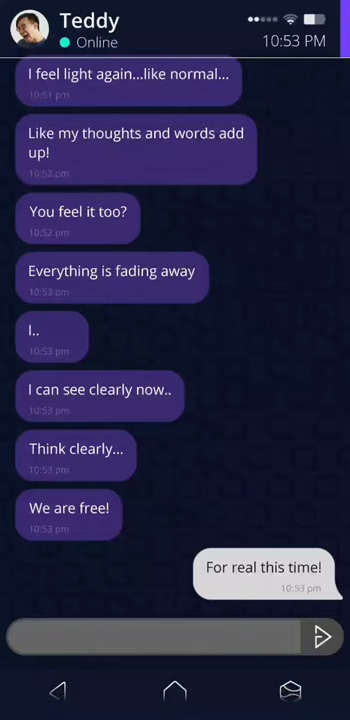 Teddy
Online
10:53 PM
I feel light again...like normal...
10:51 pm
Like my thoughts and words add
up!
10:52 pm
You feel it too?
10:52 pm
Everything is fading away
10:53 pm
I..
10:53 pm
I can see clearly now..
10:53 pm
Think clearly...
10:53 pm
We are free!
10:53 pm
For real this time!
10:53 pm